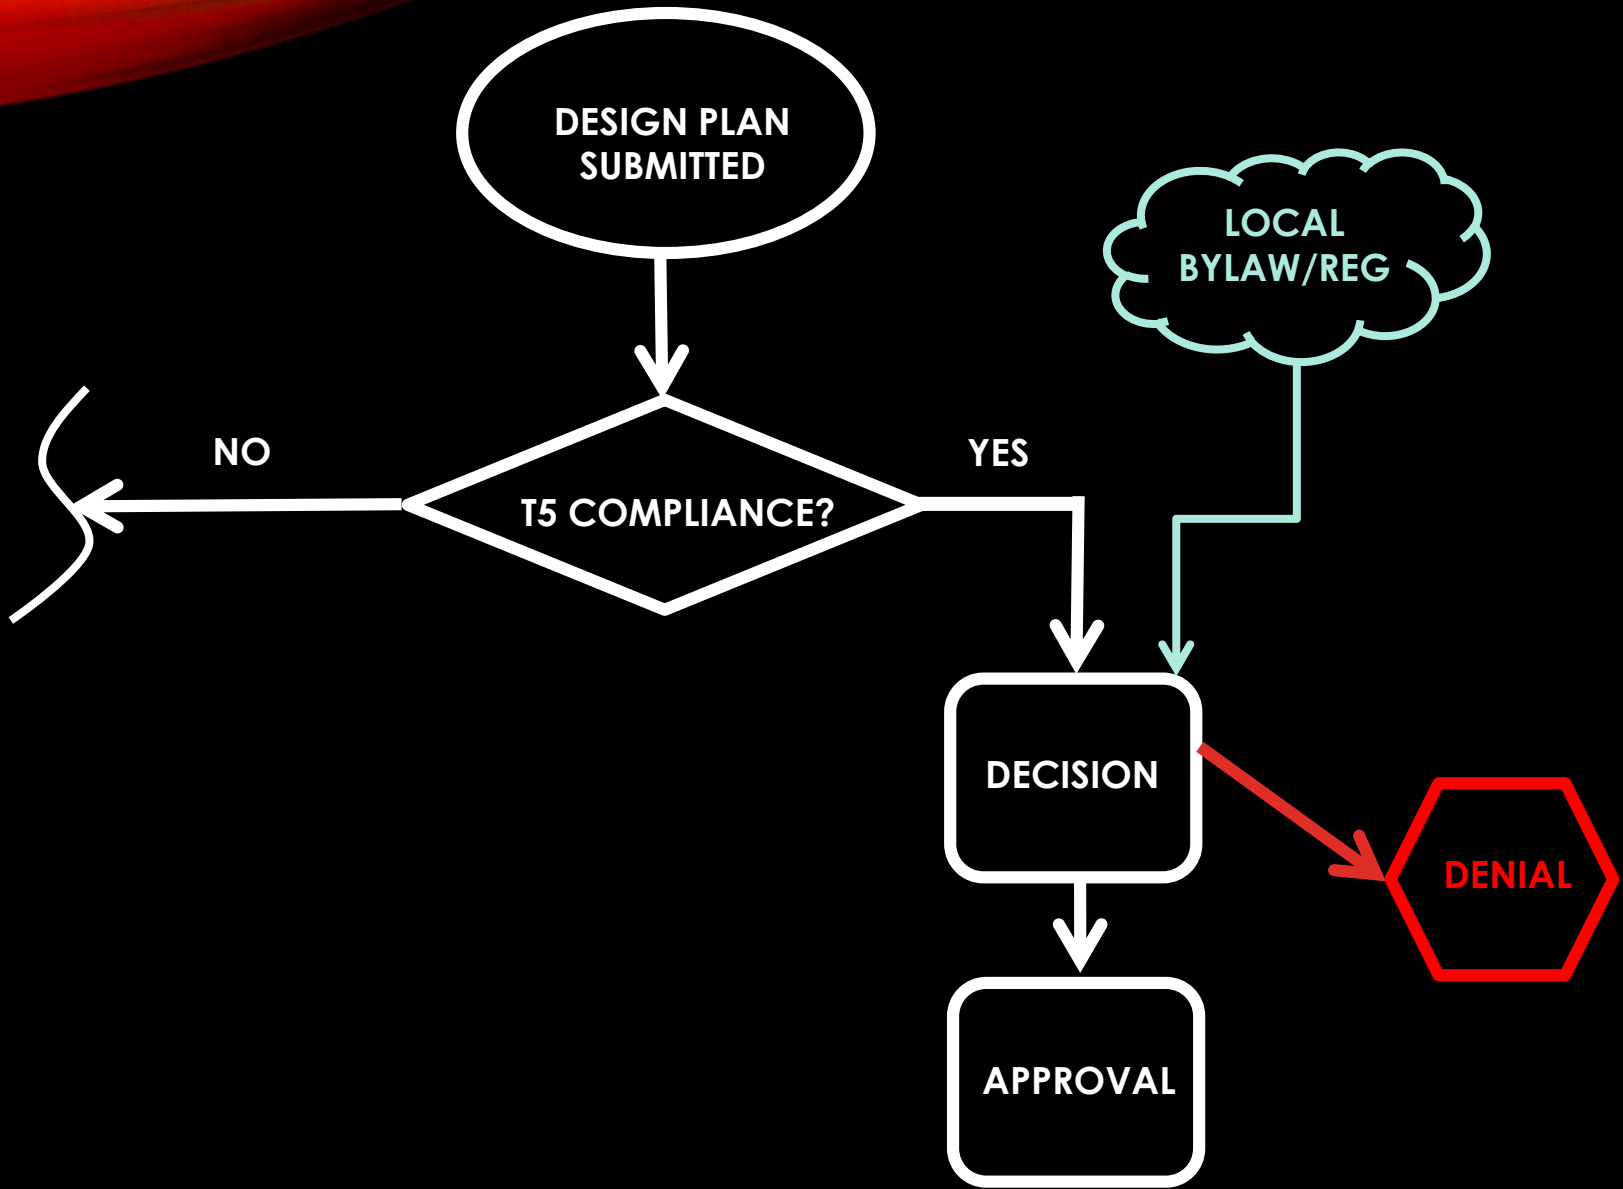 DESIGN PLAN
SUBMITTED
LOCAL
BYLAW/REG
NO
YES
T5 COMPLIANCE?
DECISION
DENIAL
APPROVAL